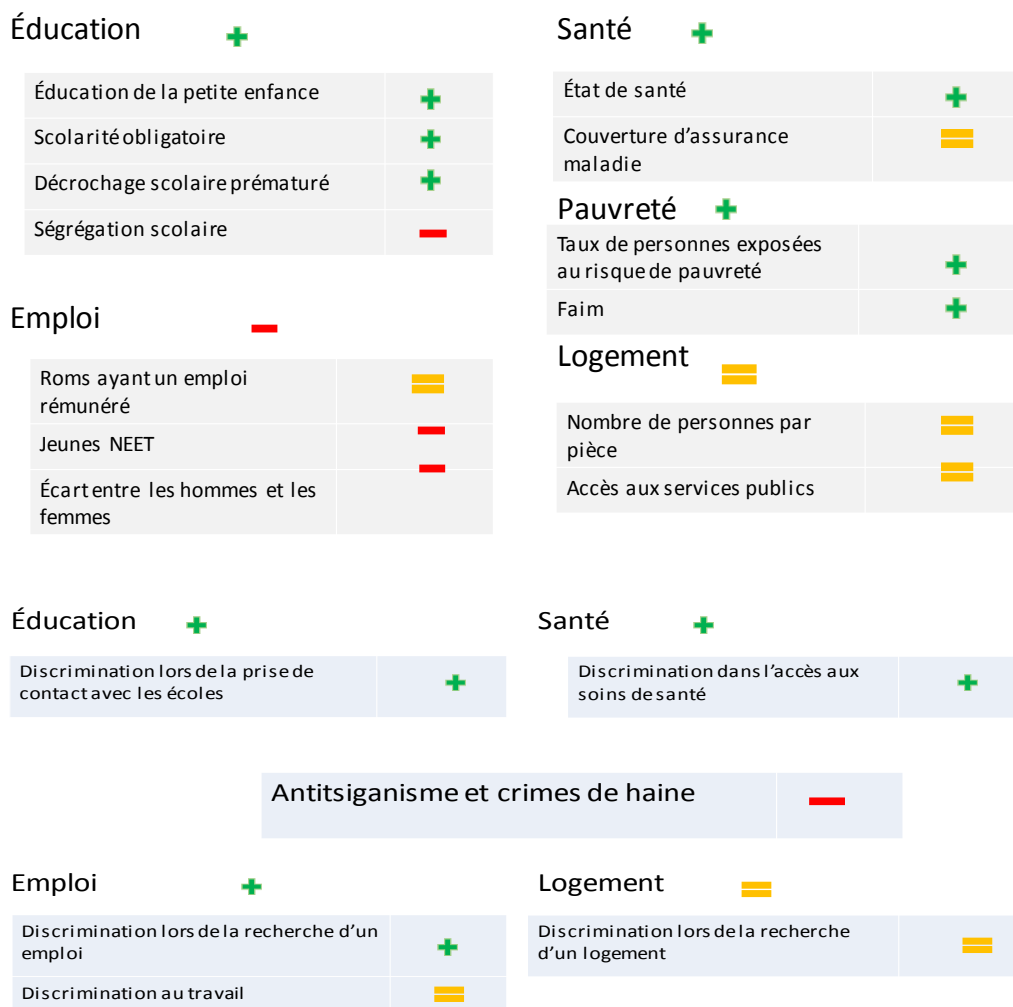 Éducation
Éducation de la petite enfance
Scolarité obligatoire
Décrochage scolaire prématuré
Ségrégation scolaire
Emploi
Roms ayant un emploi
rémunéré
Jeunes NEET
Écart entre les hommes et les
femmes
Santé
État de santé
Couverture d'assurance
maladie
Pauvreté
Taux de personnes exposées
au risque de pauvreté
Faim
Logement
Nombre de personnes par
pièce
Accès aux services publics
Éducation
Discrimination lors de la prise de
contact avec les écoles
Santé
Discrimination dans l'accès aux
soins de santé
Antitsiganisme et crimes de haine
Emploi
Discrimination lors de la recherche d'un
emploi
Discrimination au travail
Logement
Discrimination lors de la recherche
d'un logement